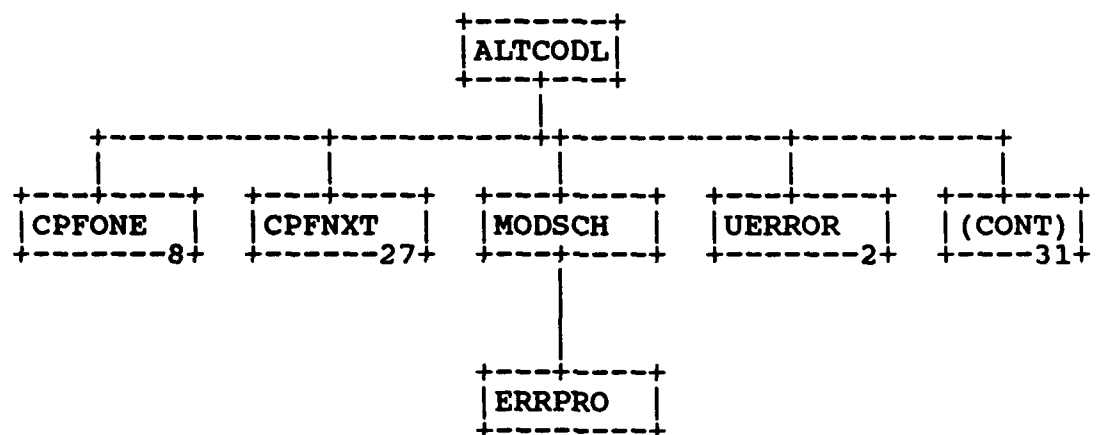 ALTCODL
CPFONE CPFNXT MODSCH UERROR (CONT)
8 27 2 31
ERRPRO